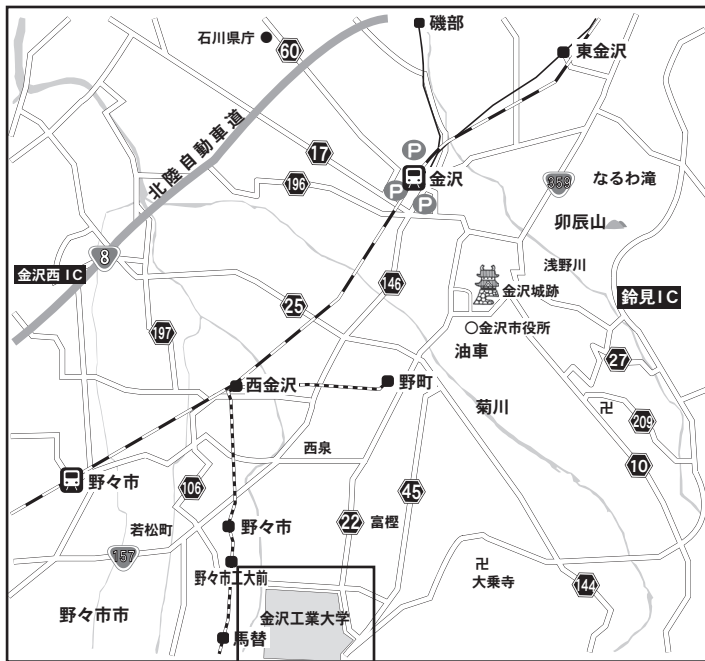 磯部
石川県庁
60
東金沢
北陸自動車道
17
P
金沢
196
P
P
359
なるわ滝
卯辰山
8
浅野川
金沢西IC
146
金沢城跡
鈴見IC
25
○金沢市役所
197
油車
27
西金沢
野町
菊川
卍
209
西泉
10
野々市
106
45
22
富樫
若松町
野々市
157
卍
大乗寺
野々市工大前
144
金沢工業大学
野々市市
馬替